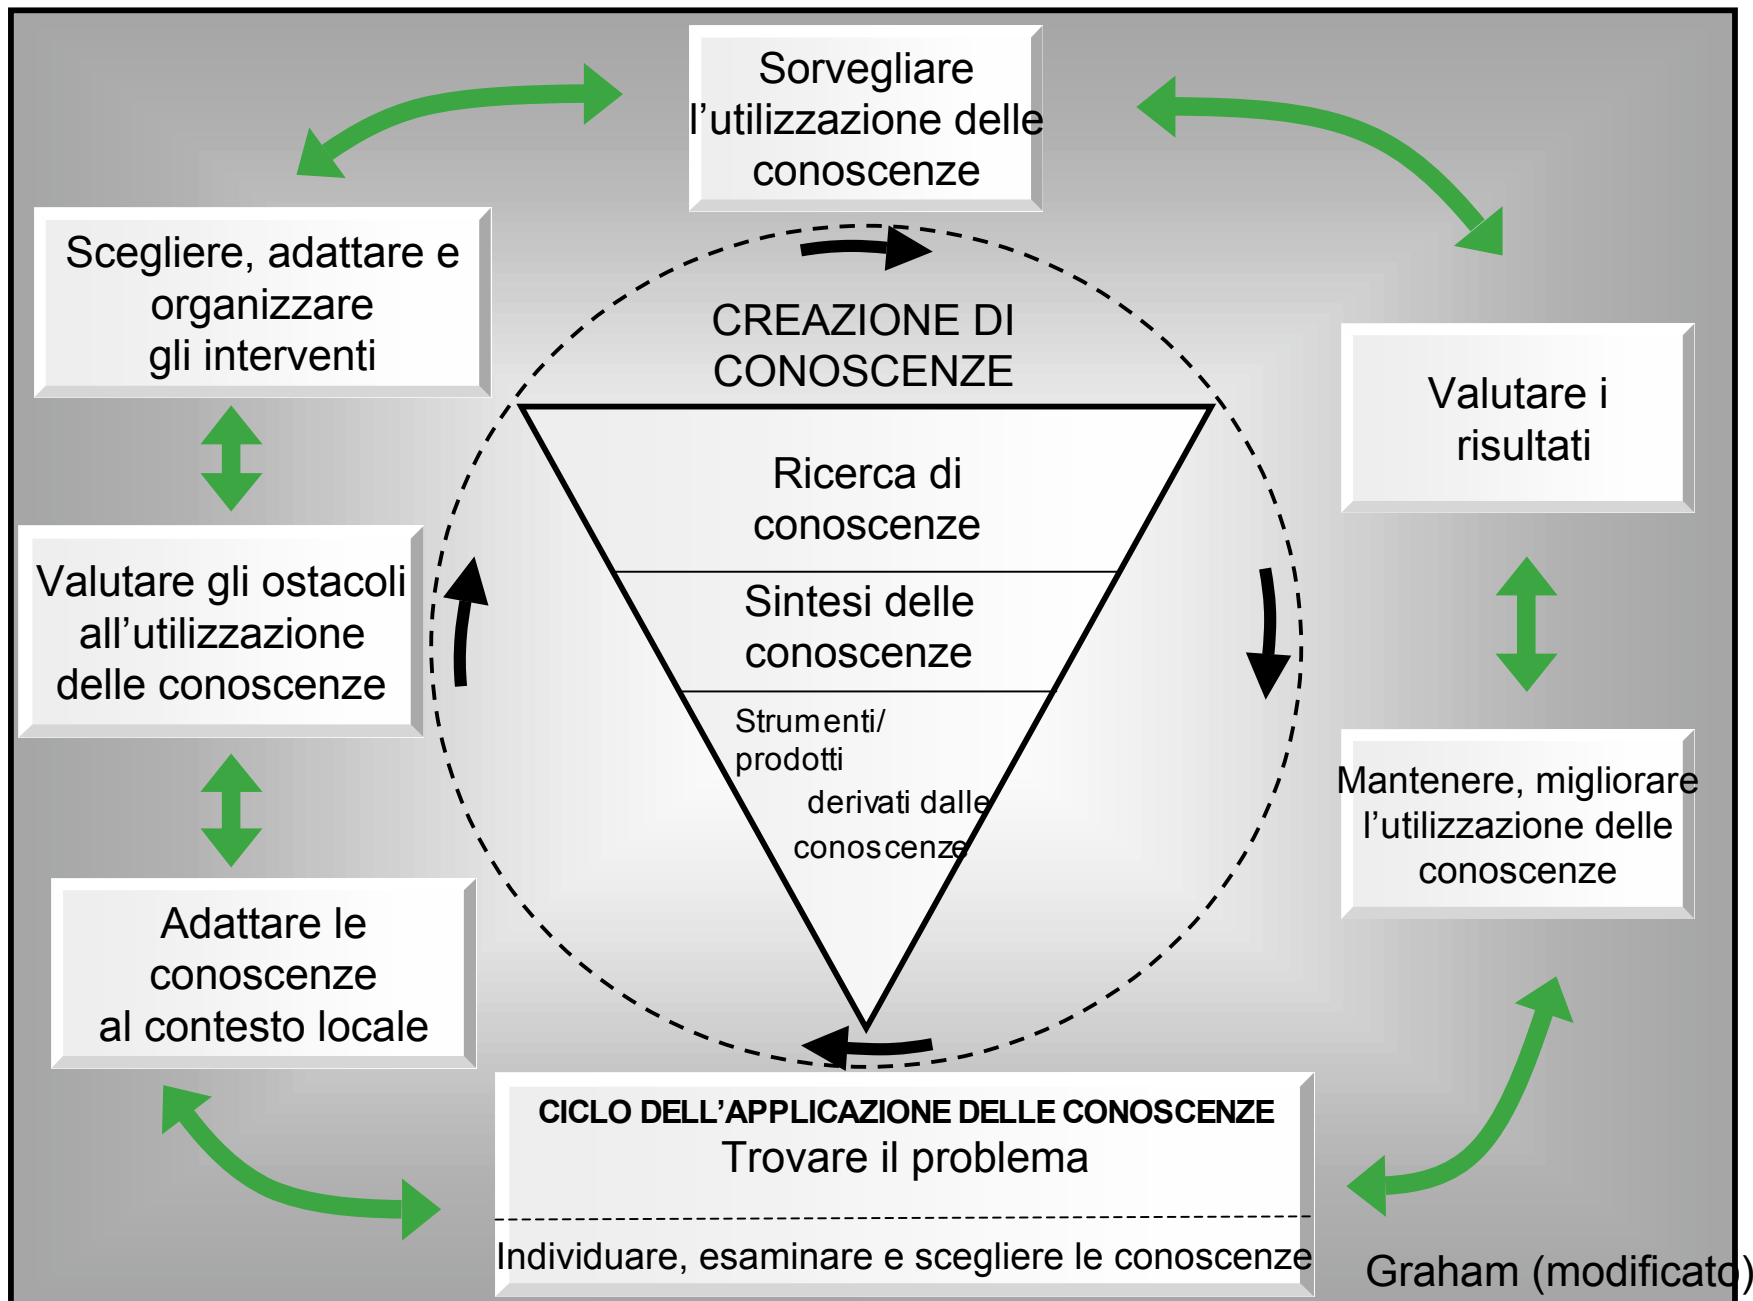 Sorvegliare
l'utilizzazione delle
conoscenze
Scegliere, adattare e
organizzare
gli interventi
CREAZIONE DI
CONOSCENZE
Valutare i
risultati
Ricerca di
conoscenze
Valutare gli ostacoli
all'utilizzazione
delle conoscenze
Sintesi delle
conoscenze
Strumenti/
prodotti
derivati dalle
conoscenze
Mantenere, migliorare
l'utilizzazione delle
conoscenze
Adattare le
conoscenze
al contesto locale
CICLO DELL'APPLICAZIONE DELLE CONOSCENZE
Trovare il problema
Individuare, esaminare e scegliere le conoscenze
Graham (modificato)